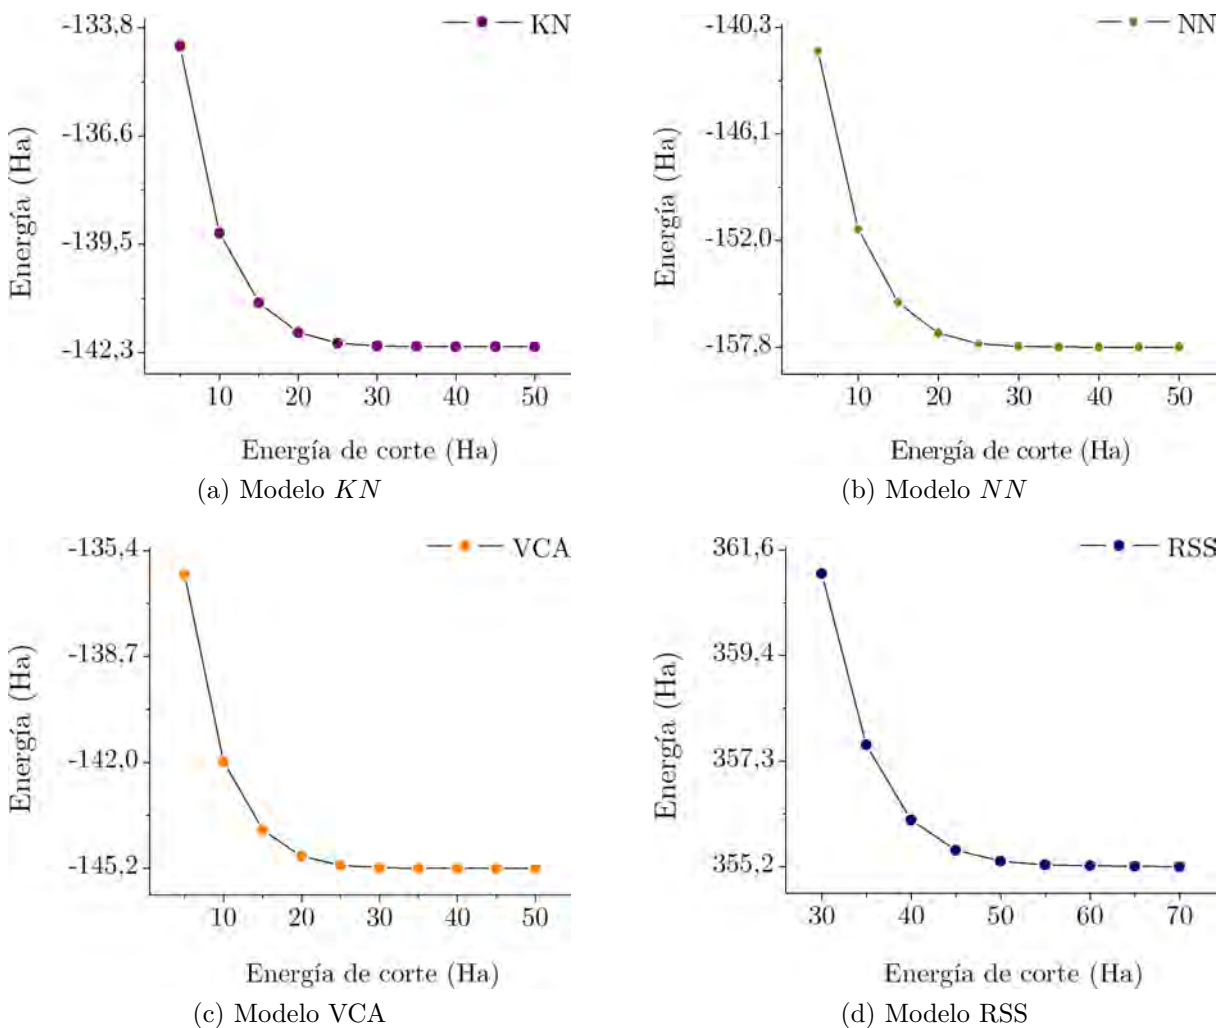 KN
-133,8
-136,6
-139,5
-142,3
Energía (Ha)
10 20 30 40 50
Energía de corte (Ha)
(a) Modelo KN
NN
-140,3
-146,1
-152,0
-157,8
Energía (Ha)
10 20 30 40 50
Energía de corte (Ha)
(b) Modelo NN
VCA
-135,4
-138,7
-142,0
-145,2
Energía (Ha)
10 20 30 40 50
Energía de corte (Ha)
(c) Modelo VCA
RSS
361,6
359,4
357,3
355,2
Energía (Ha)
30 40 50 60 70
Energía de corte (Ha)
(d) Modelo RSS